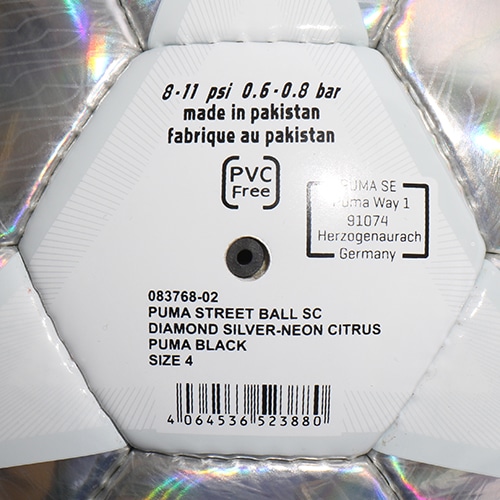 8-11 psi 0.6-0.8 bar
made in pakistan
fabrique au pakistan
PVC
Free
PUMA SE
Puma Way 1
91074
Herzogenaurach
Germany
083768-02
PUMA STREET BALL SC
DIAMOND SILVER-NEON CITRUS
PUMA BLACK
SIZE 4
4 064536 523880